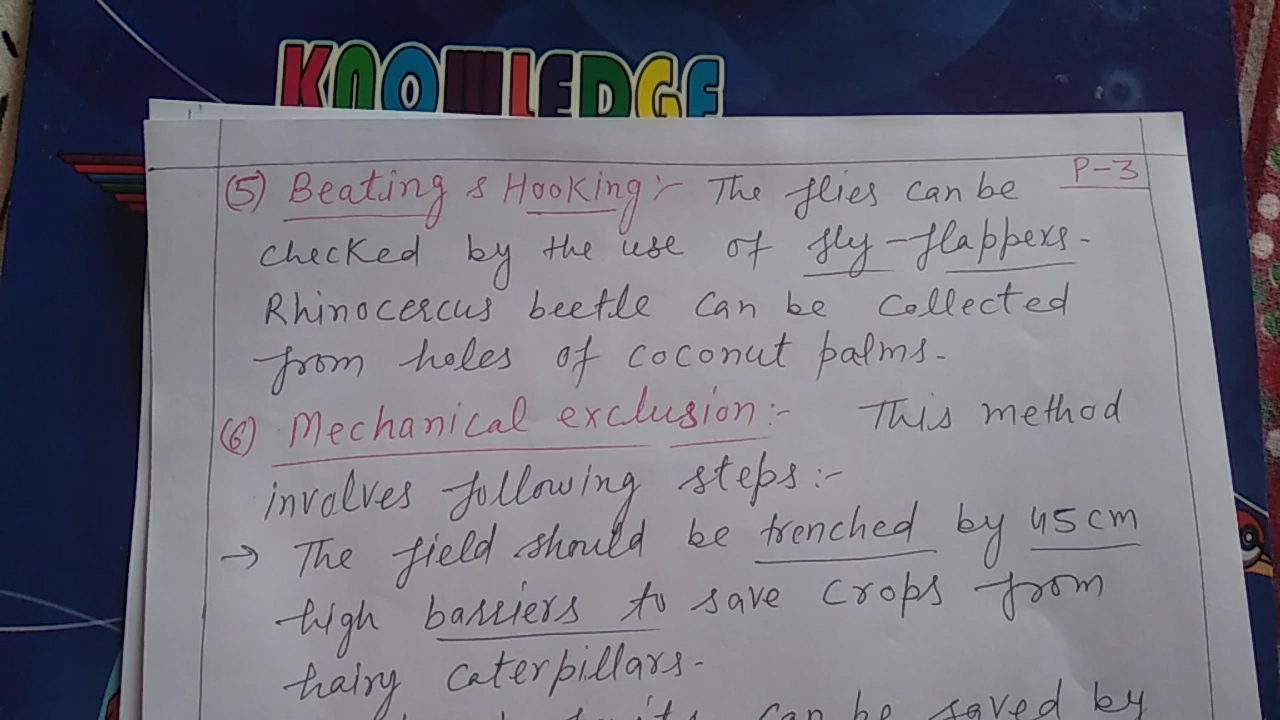 KNOWLEDGE
P-3
(5) Beating & Hooking:- The flies can be
checked by the use of fly-flappers.
Rhinocercus beetle can be collected
from holes of coconut palms.
(6) Mechanical exclusion:- This method
involves following steps:-
→ The field should be trenched by 45cm
high barriers to save crops from
hairy caterpillars.
can be saved by